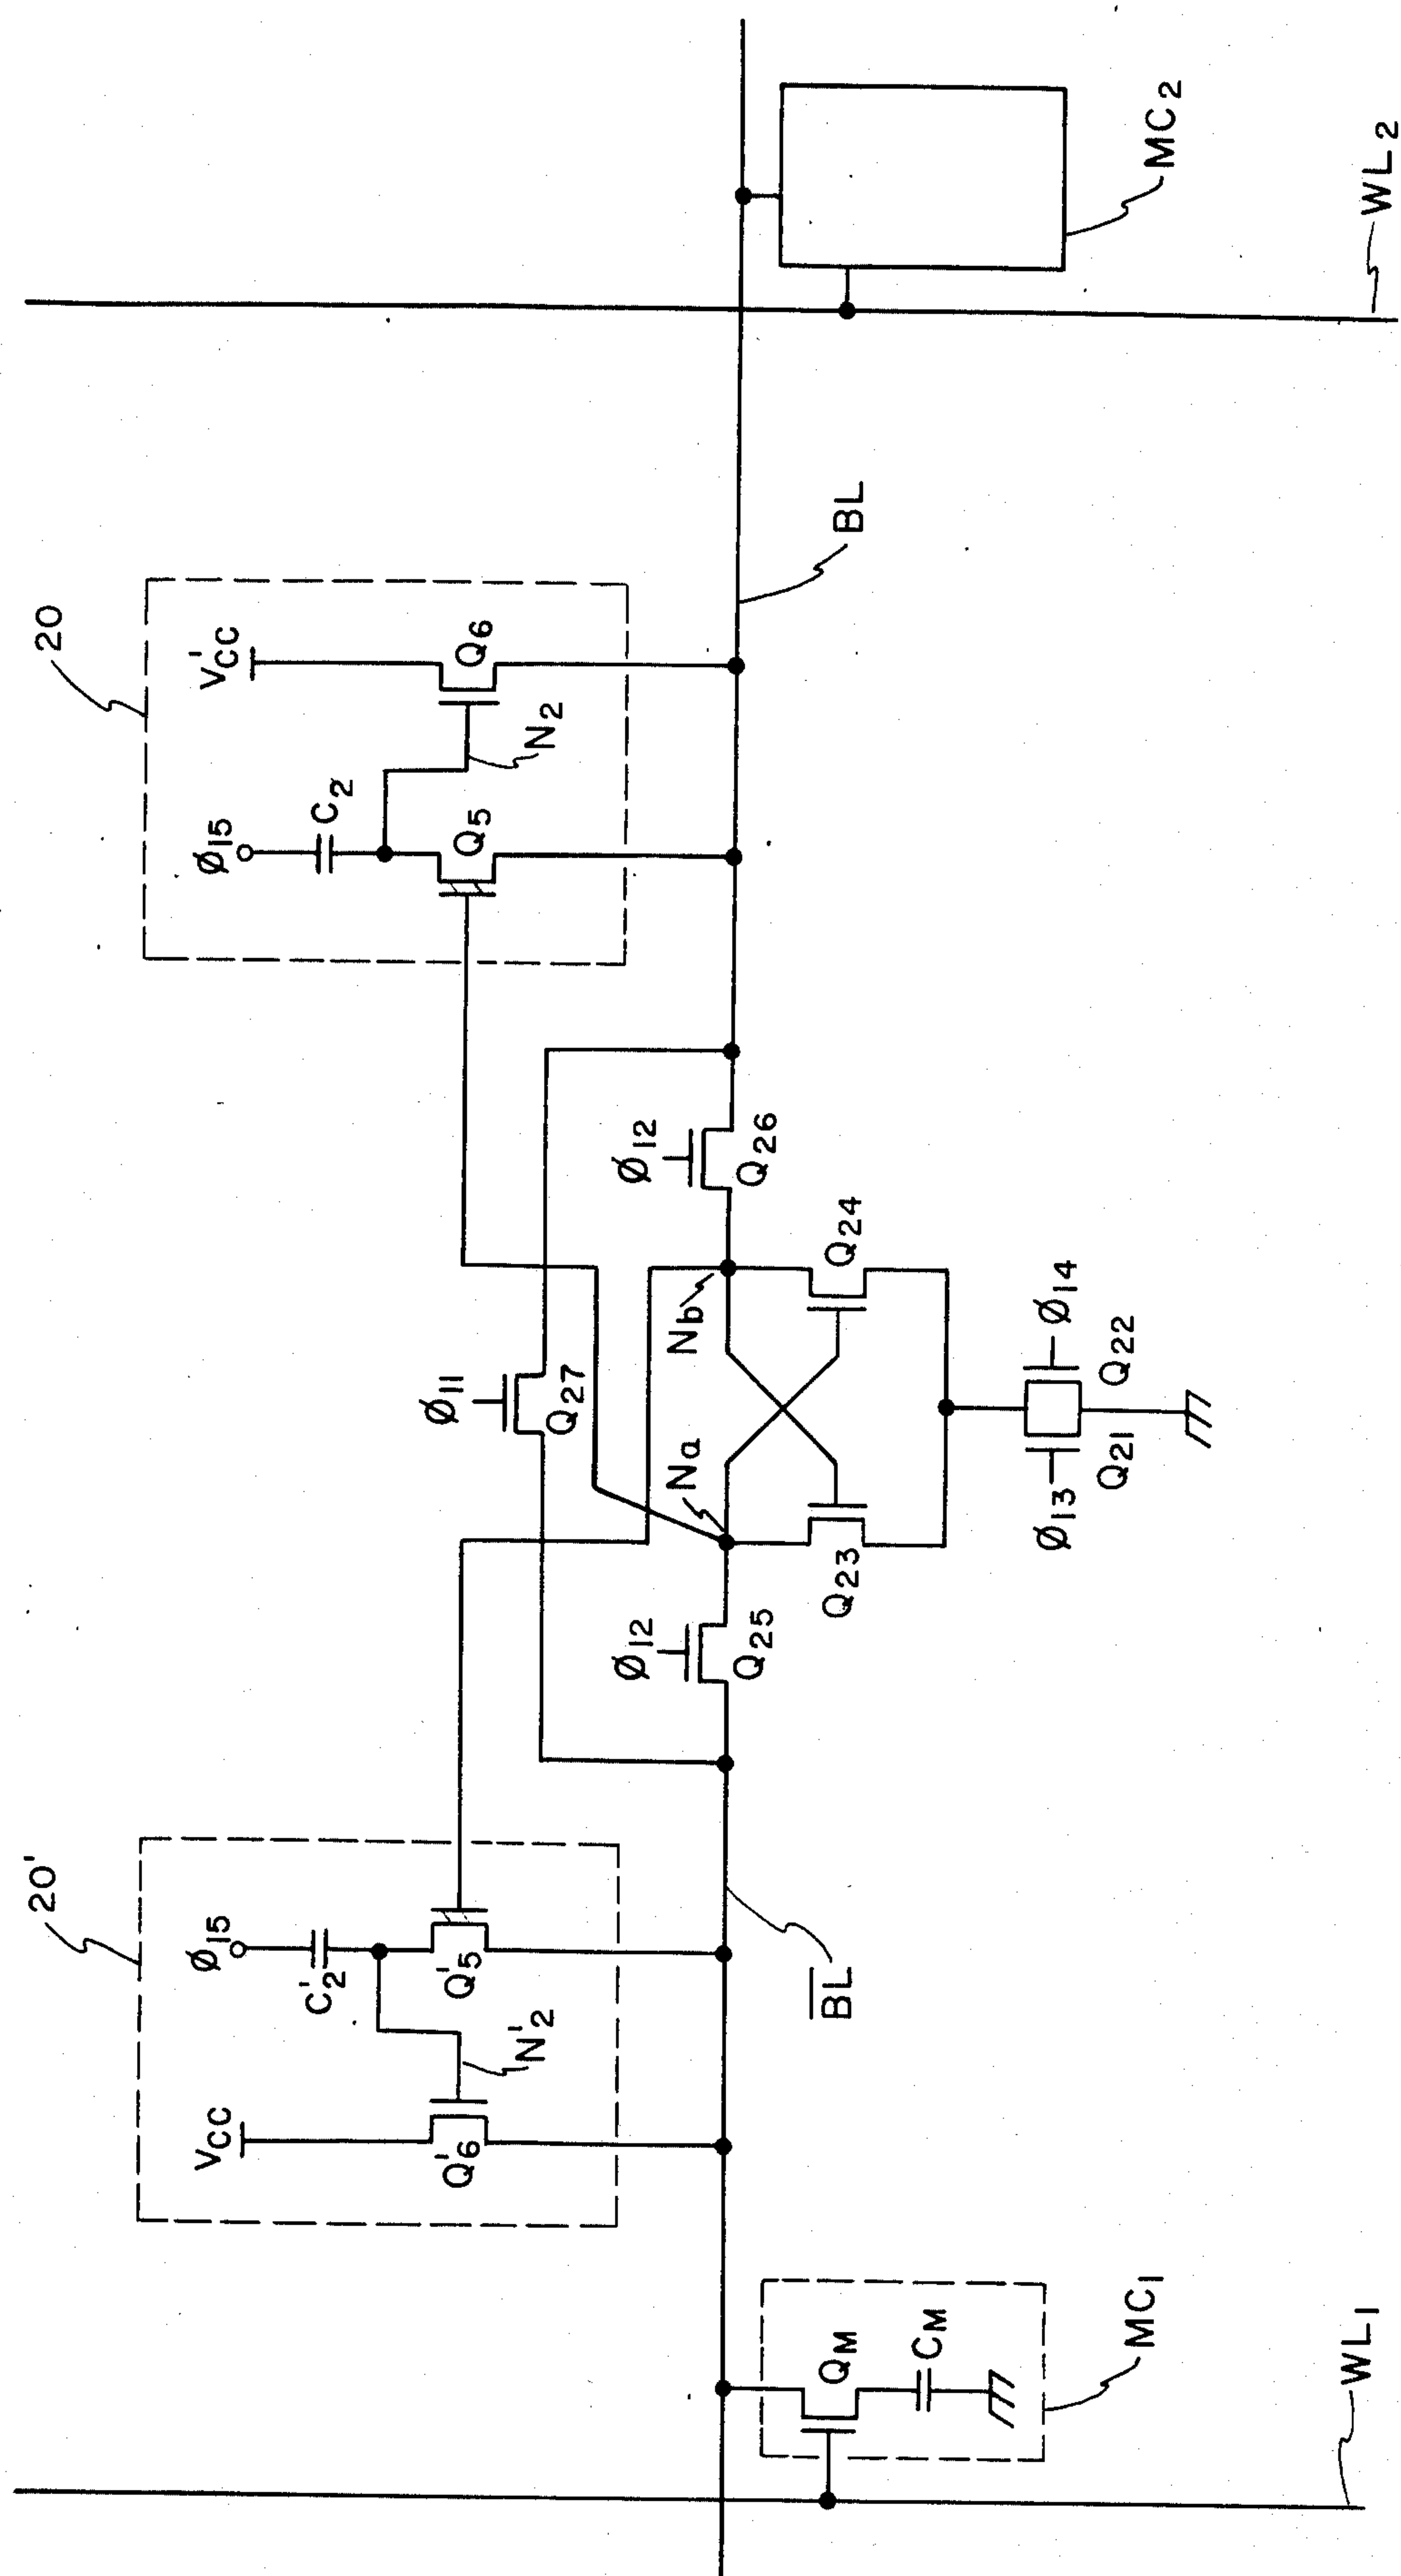 20'
20
VCC
Ø15
C'2
Q'6
Q'5
N'2
Ø15
C2
V'CC
Q5
Q6
N2
Ø11
Q27
Ø12
Q25
Na
Nb
Ø12
Q26
BL
BL
Q23
Q24
Ø13
Q21
Q22
Ø14
QM
CM
MC1
MC2
WL1
WL2